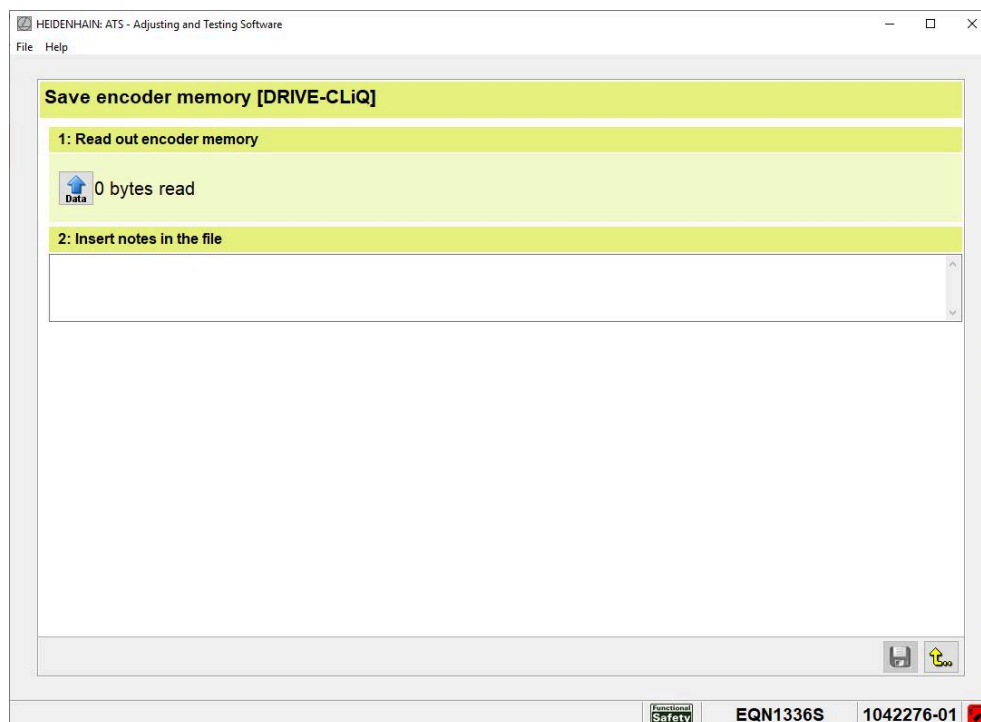 HEIDENHAIN: ATS - Adjusting and Testing Software
File Help
Save encoder memory [DRIVE-CLiQ]
1: Read out encoder memory
Data 0 bytes read
2: Insert notes in the file
Functional
Safety EQN1336S 1042276-01